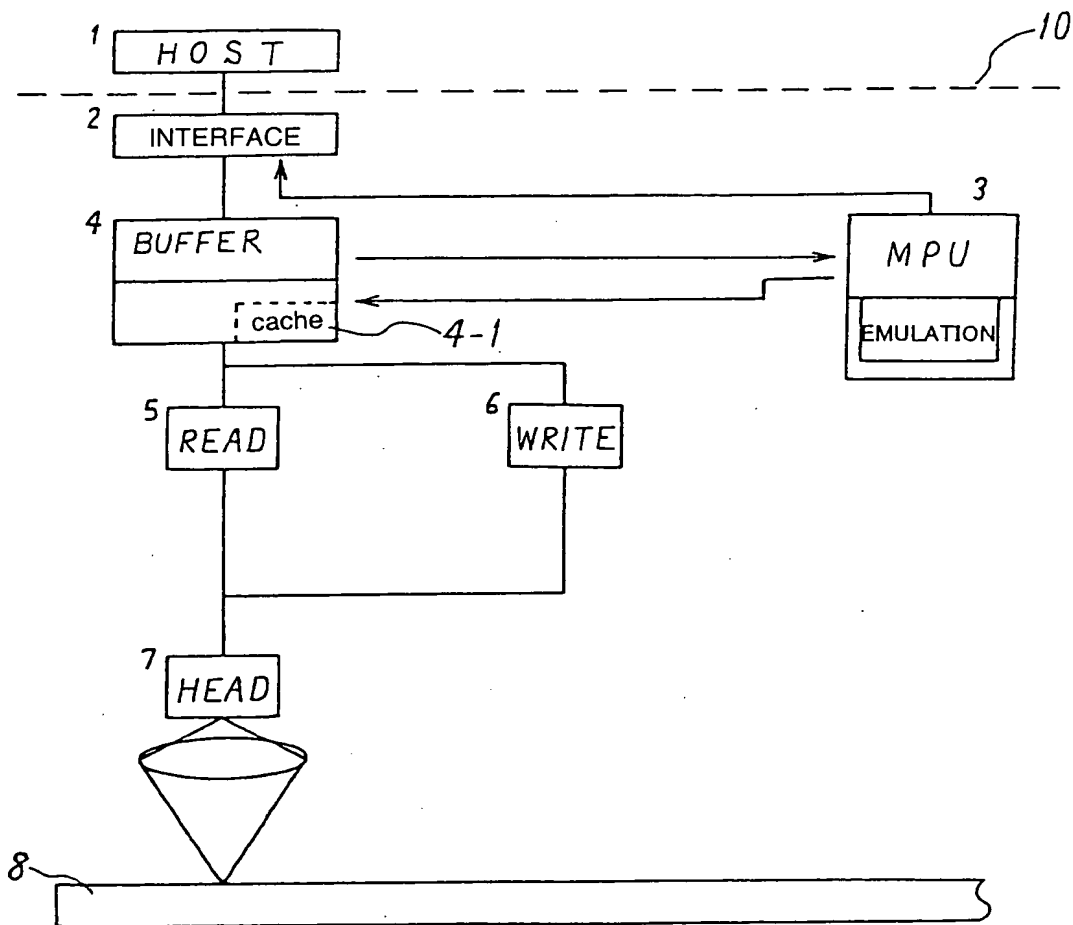 10
1
HOST
2
INTERFACE
3
4
BUFFER
MPU
cache
4-1
EMULATION
5
READ
6
WRITE
7
HEAD
8